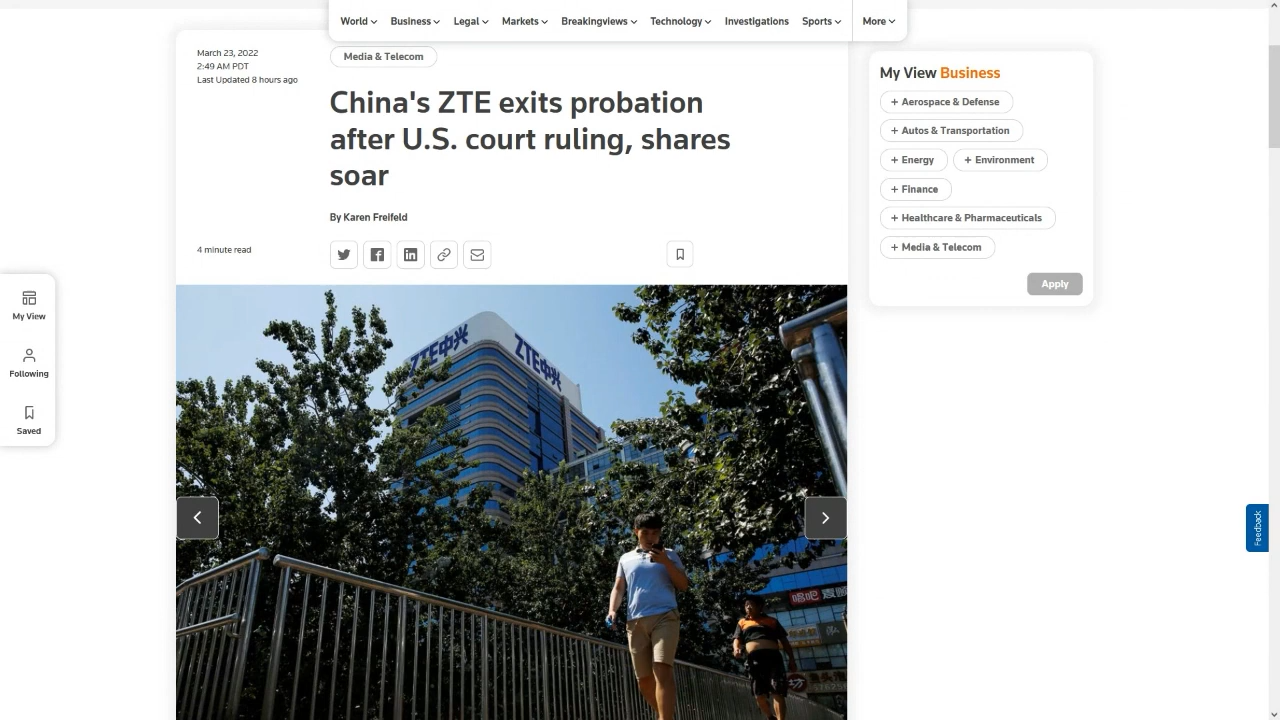 World
Business
Legal
Markets
Breakingviews
Technology
Investigations
Sports
More
March 23, 2022
2:49 AM PDT
Last Updated 8 hours ago
Media & Telecom
China's ZTE exits probation
after U.S. court ruling, shares
soar
By Karen Freifeld
4 minute read
My View Business
+ Aerospace & Defense
+ Autos & Transportation
+ Energy
+ Environment
+ Finance
+ Healthcare & Pharmaceuticals
+ Media & Telecom
Apply
My View
Following
Saved
Feedback
ZTE中兴
ZTE中兴